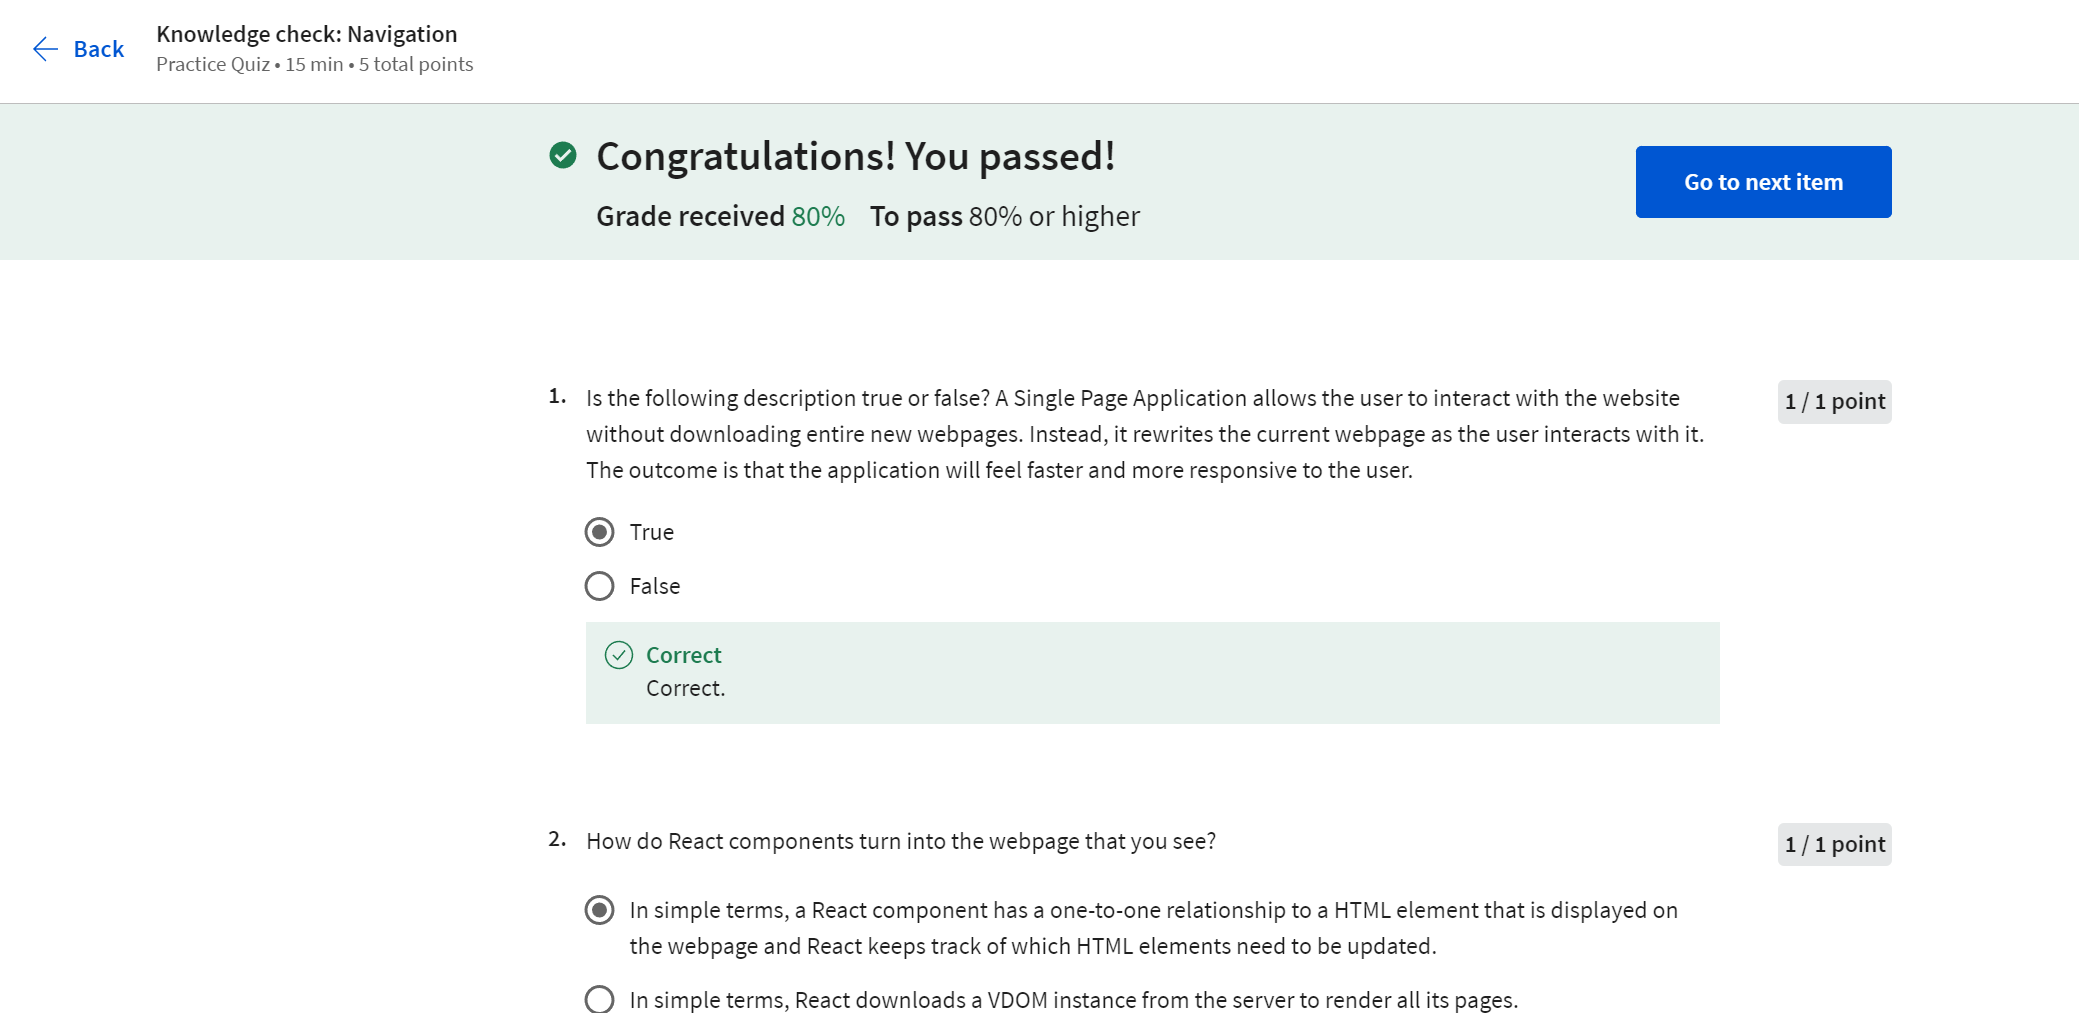 Back
Knowledge check: Navigation
Practice Quiz • 15 min • 5 total points
Congratulations! You passed!
Grade received 80% To pass 80% or higher
Go to next item
1. Is the following description true or false? A Single Page Application allows the user to interact with the website
without downloading entire new webpages. Instead, it rewrites the current webpage as the user interacts with it.
The outcome is that the application will feel faster and more responsive to the user.
1 / 1 point
True
False
Correct
Correct.
2. How do React components turn into the webpage that you see?
1 / 1 point
In simple terms, a React component has a one-to-one relationship to a HTML element that is displayed on
the webpage and React keeps track of which HTML elements need to be updated.
In simple terms, React downloads a VDOM instance from the server to render all its pages.